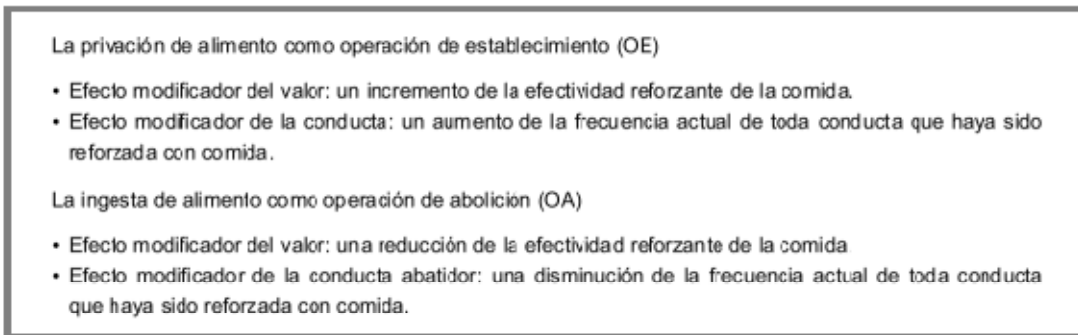 La privación de alimento como operación de establecimiento (OE)
• Efecto modificador del valor: un incremento de la efectividad reforzante de la comida.
• Efecto modificador de la conducta: un aumento de la frecuencia actual de toda conducta que haya sido
reforzada con comida.
La ingesta de alimento como operación de abolición (OA)
• Efecto modificador del valor: una reducción de la efectividad reforzante de la comida
• Efecto modificador de la conducta abatidor: una disminución de la frecuencia actual de toda conducta
que haya sido reforzada con comida.